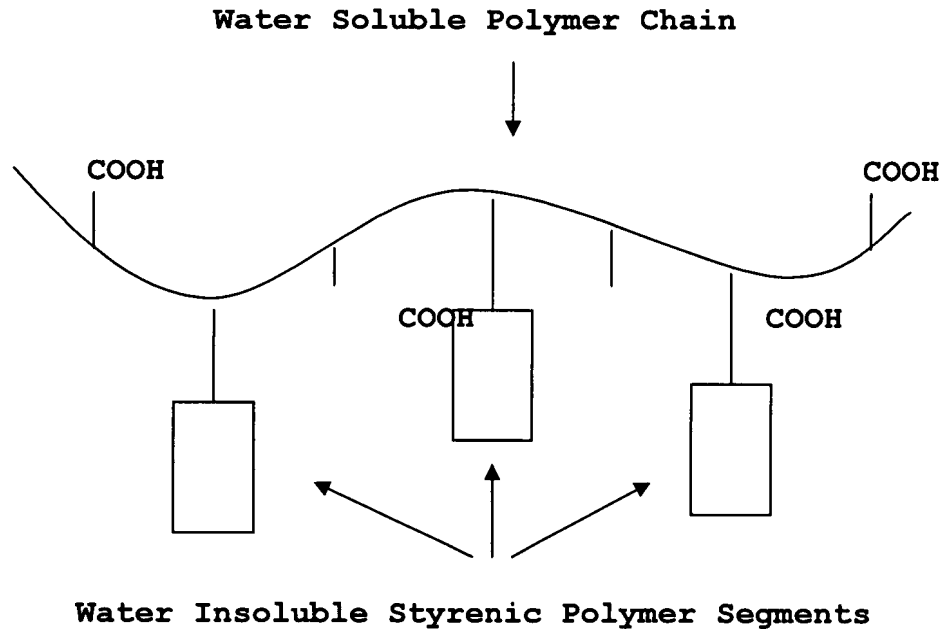 Water Soluble Polymer Chain
COOH
COOH
COOH
COOH
Water Insoluble Styrenic Polymer Segments